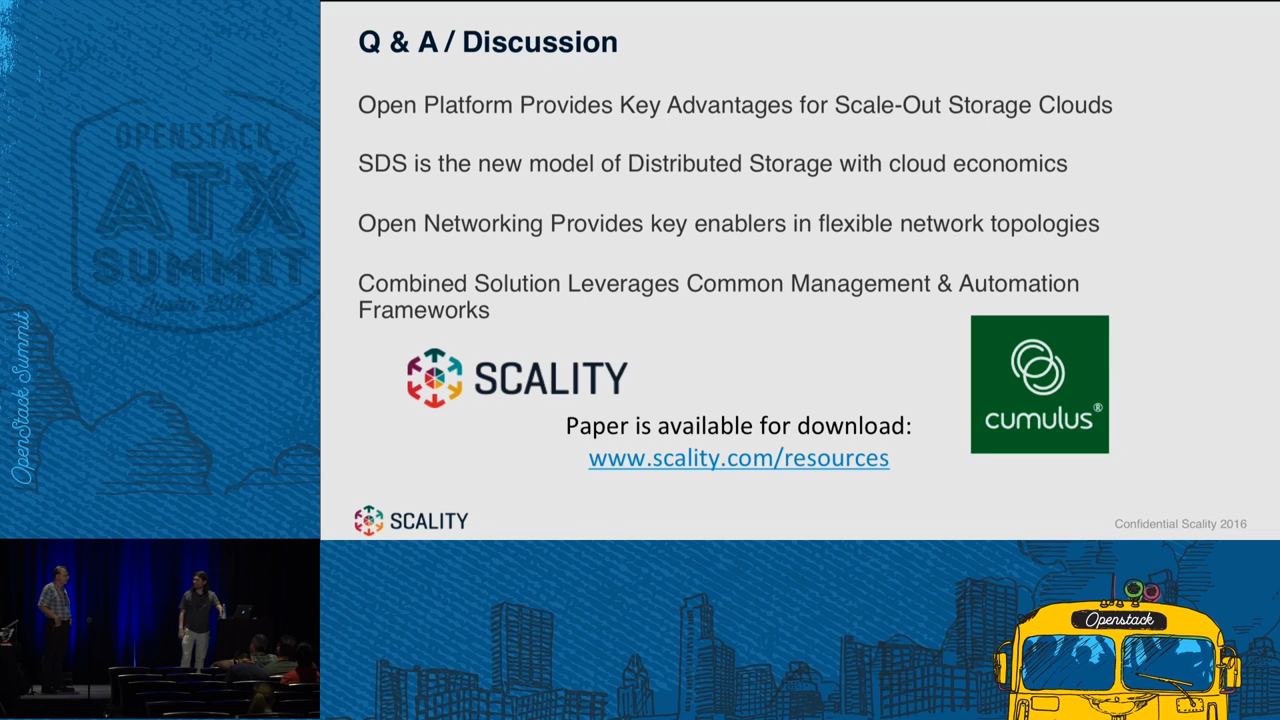 Q & A / Discussion
Open Platform Provides Key Advantages for Scale-Out Storage Clouds
SDS is the new model of Distributed Storage with cloud economics
Open Networking Provides key enablers in flexible network topologies
Combined Solution Leverages Common Management & Automation
Frameworks
SCALITY
cumulus®
Paper is available for download:
www.scality.com/resources
SCALITY
Confidential Scality 2016
OPENSTACK
ATX
SUMMIT
Austin 2016
OpenStack Summit
Openstack